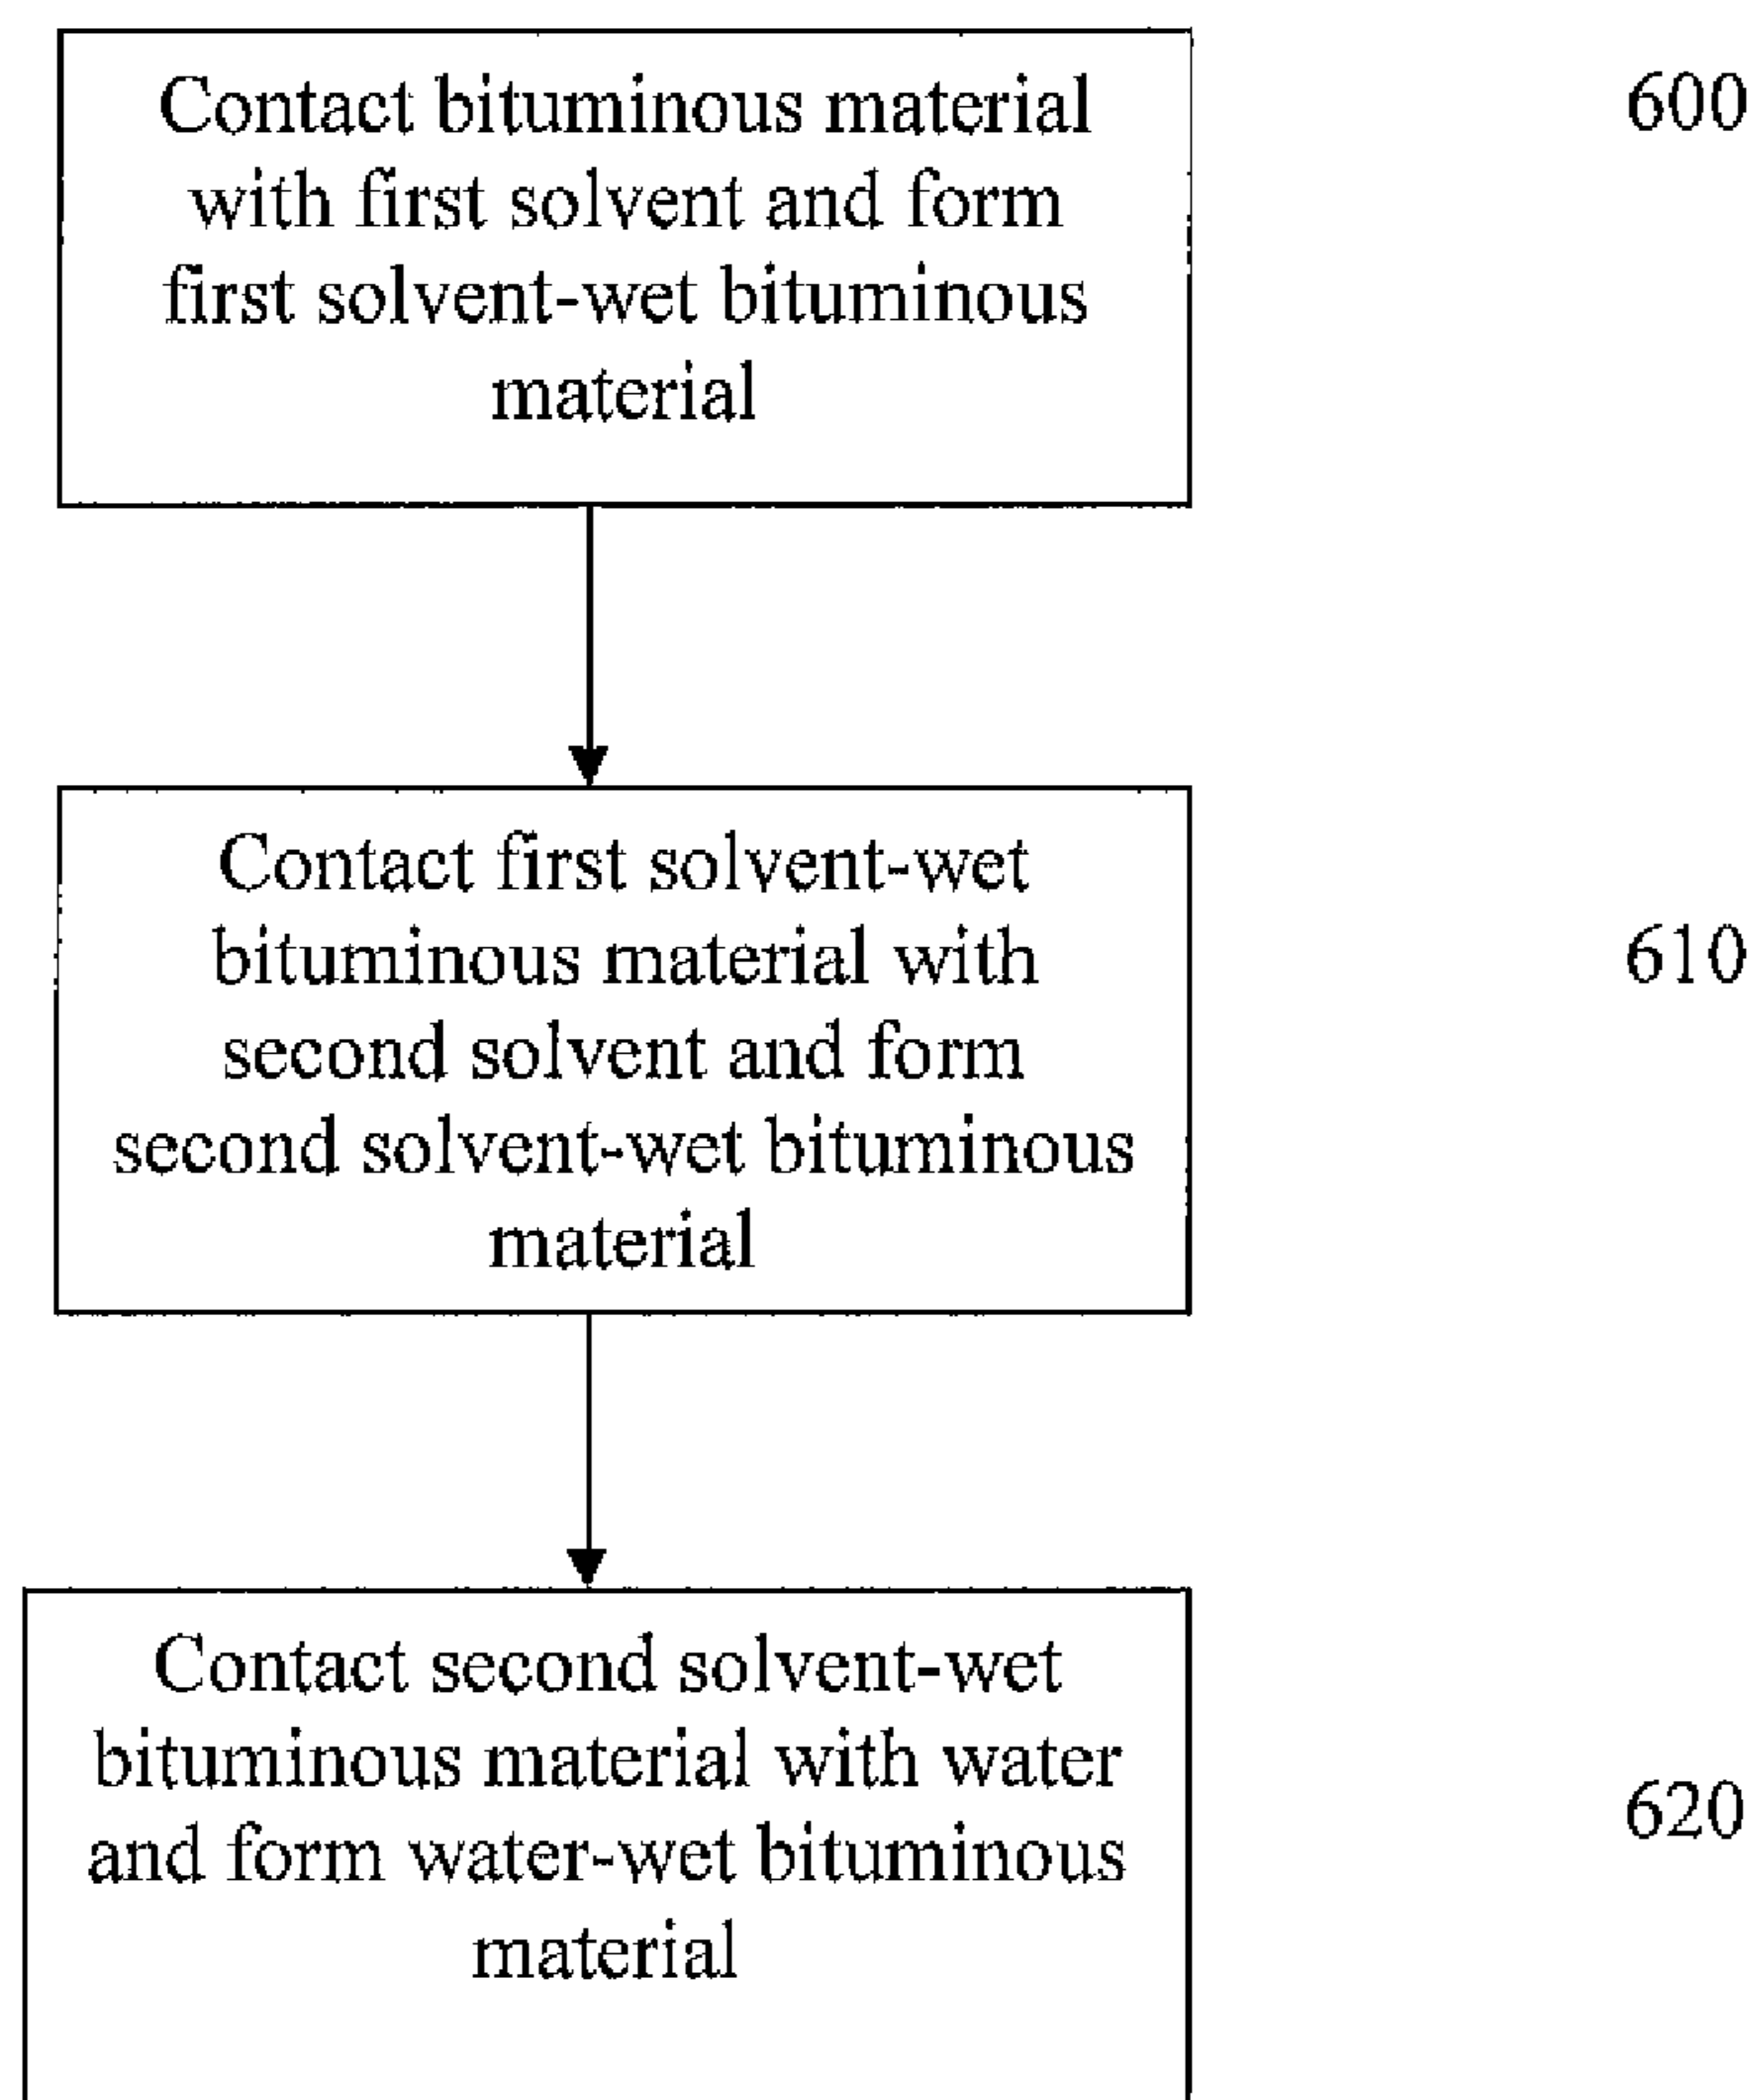 Contact bituminous material
with first solvent and form
first solvent-wet bituminous
material
600
Contact first solvent-wet
bituminous material with
second solvent and form
second solvent-wet bituminous
material
610
Contact second solvent-wet
bituminous material with water
and form water-wet bituminous
material
620